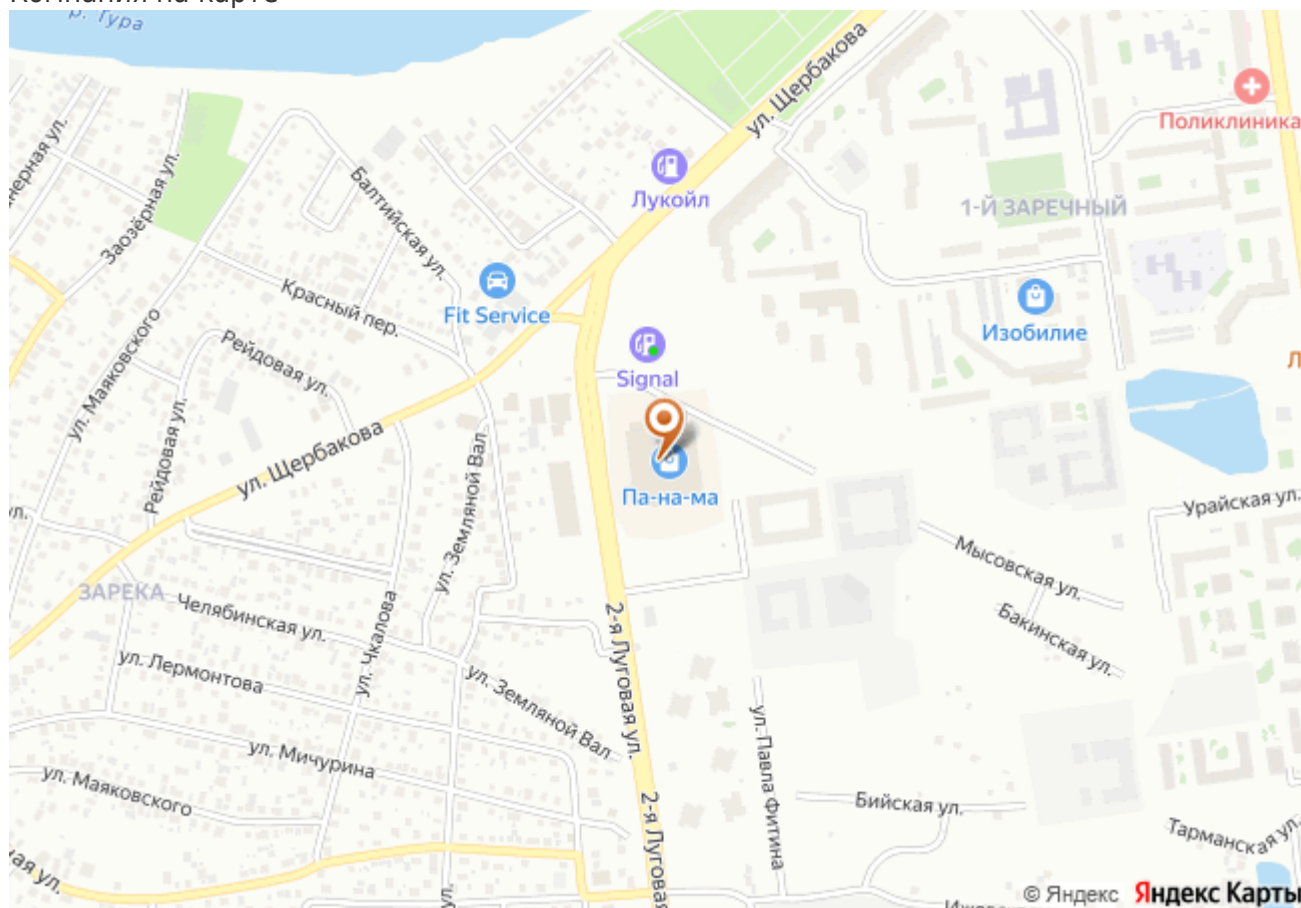 Компания на карте
р. Тура
ул. Щербакова
Поликлиника
Заозёрная ул.
Балтийская ул.
Лукойл
1-Й ЗАРЕЧНЫЙ
Красный пер.
Fit Service
Изобилие
ул. Маяковского
Рейдовая ул.
Signal
Рейдовая ул.
ул. Щербакова
ул. Земляной Вал
Па-на-ма
Урайская ул.
Мысовская ул.
ЗАРЕКА
Челябинская ул.
ул. Чкалова
Бакинская ул.
2-я Луговая ул.
ул. Лермонтова
ул. Земляной Вал
ул. Павла Фитина
ул. Мичурина
ул. Маяковского
2-я Луговая
Бийская ул.
Тарманская ул.
© Яндекс Яндекс Карты